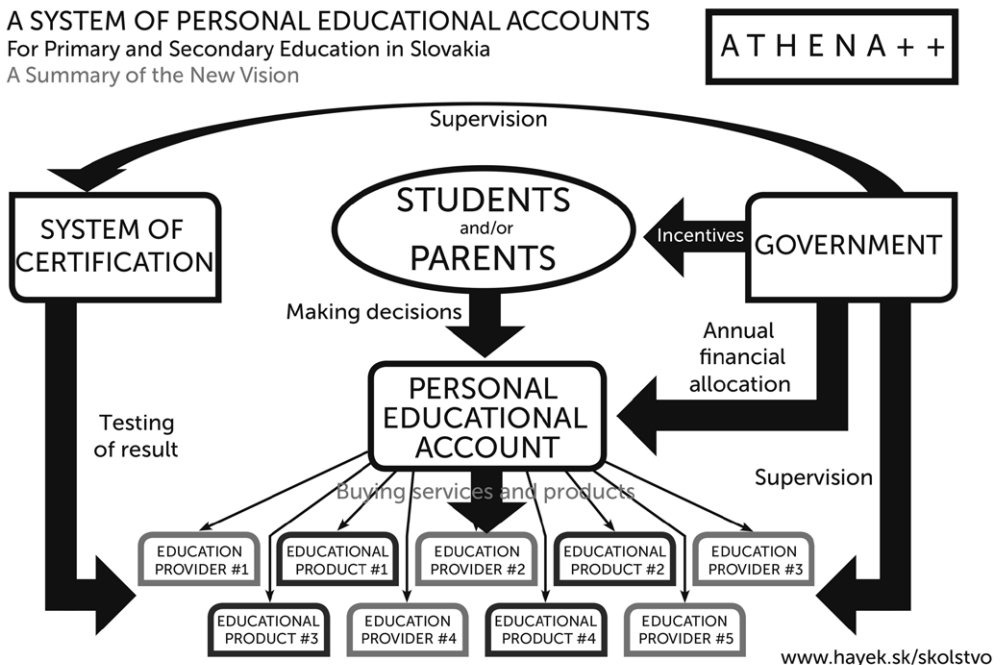 A SYSTEM OF PERSONAL EDUCATIONAL ACCOUNTS
For Primary and Secondary Education in Slovakia
A Summary of the New Vision
ATHENA++
Supervision
SYSTEM OF
CERTIFICATION
STUDENTS
and/or
PARENTS
Incentives
GOVERNMENT
Making decisions
Annual
financial
allocation
PERSONAL
EDUCATIONAL
ACCOUNT
Testing
of result
Supervision
Buying services and products
EDUCATION
PROVIDER #1
EDUCATIONAL
PRODUCT #1
EDUCATION
PROVIDER #2
EDUCATIONAL
PRODUCT #2
EDUCATION
PROVIDER #3
EDUCATIONAL
PRODUCT #3
EDUCATION
PROVIDER #4
EDUCATIONAL
PRODUCT #4
EDUCATION
PROVIDER #5
www.hayek.sk/skolstvo